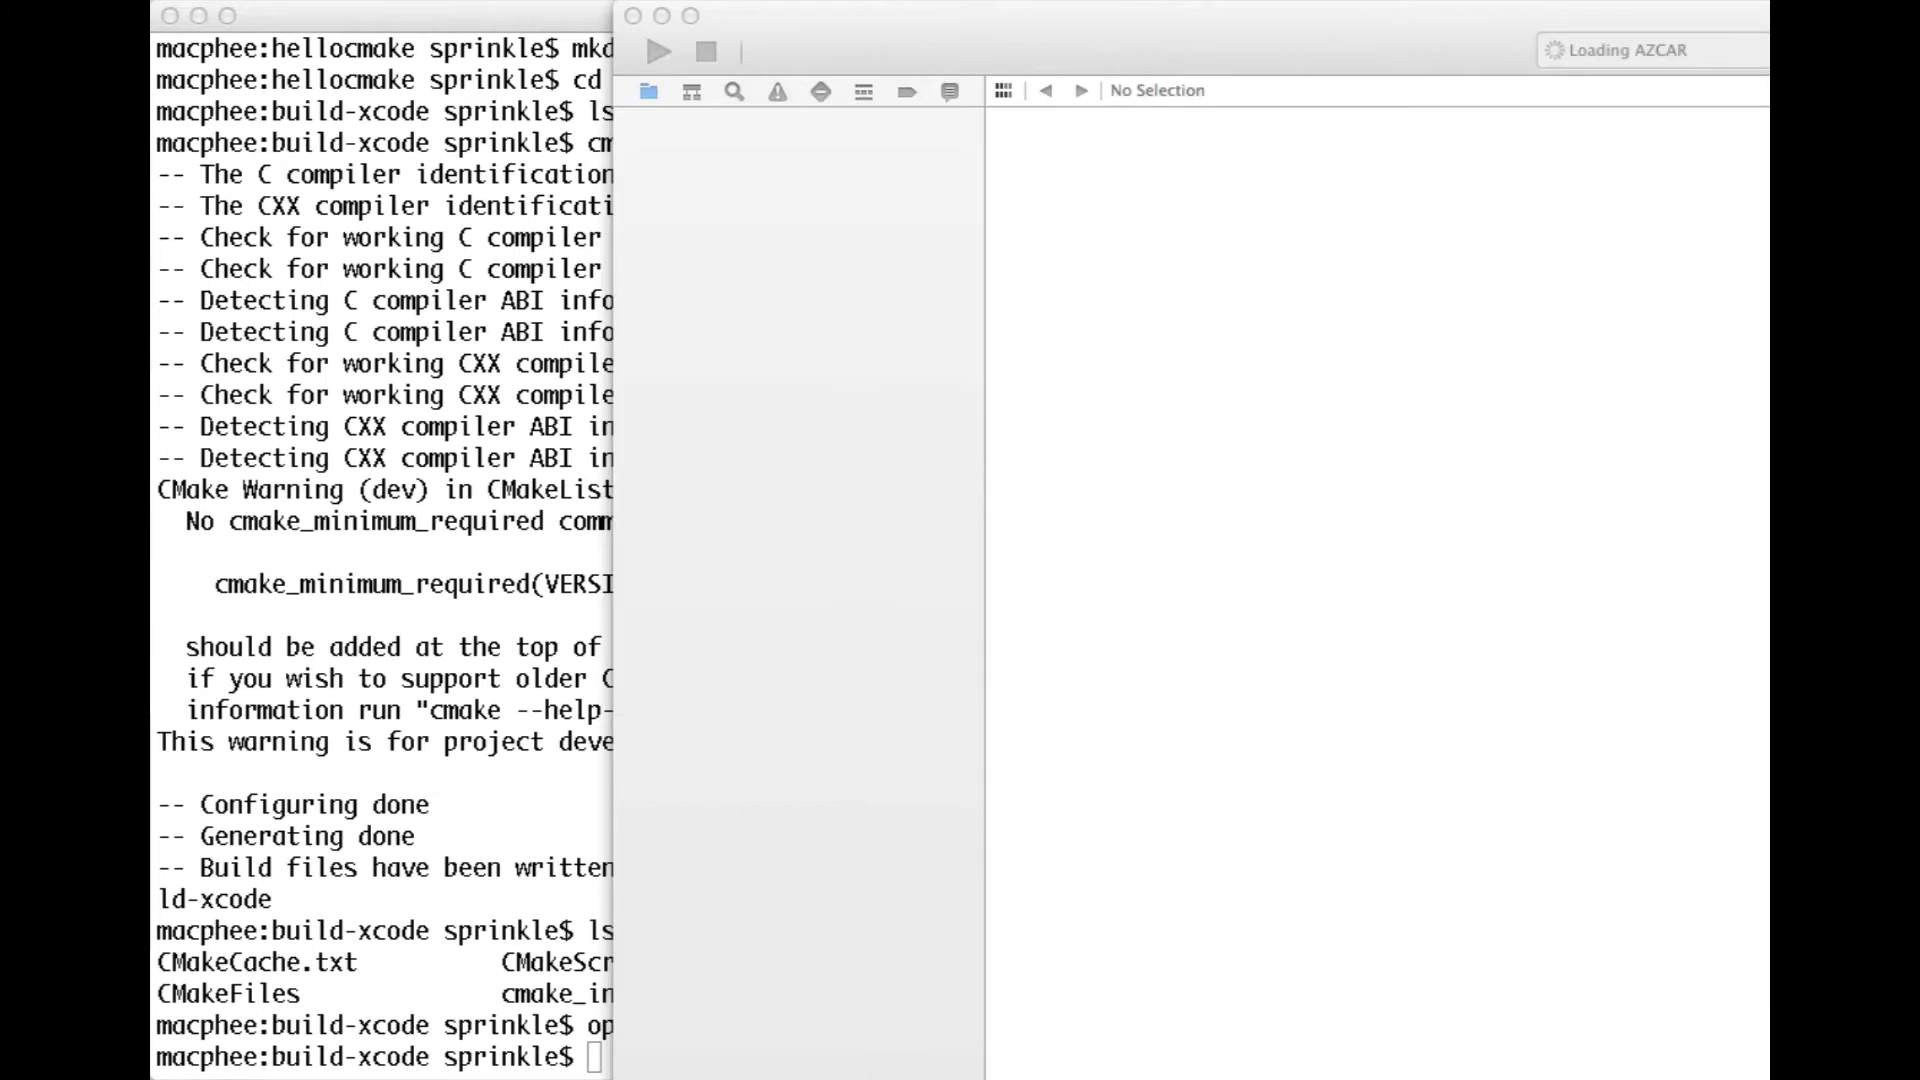 macphee:hellocmake sprinkle$ mkd
macphee:hellocmake sprinkle$ cd
macphee:build-xcode sprinkle$ ls
macphee:build-xcode sprinkle$ cm
-- The C compiler identification
-- The CXX compiler identificati
-- Check for working C compiler
-- Check for working C compiler
-- Detecting C compiler ABI info
-- Detecting C compiler ABI info
-- Check for working CXX compile
-- Check for working CXX compile
-- Detecting CXX compiler ABI in
-- Detecting CXX compiler ABI in
CMake Warning (dev) in CMakeList
No cmake_minimum_required comm
cmake_minimum_required(VERSI
should be added at the top of
if you wish to support older C
information run "cmake --help-
This warning is for project deve
-- Configuring done
-- Generating done
-- Build files have been written
ld-xcode
macphee:build-xcode sprinkle$ ls
CMakeCache.txt CMakeScr
CMakeFiles cmake_in
macphee:build-xcode sprinkle$ op
macphee:build-xcode sprinkle$
Loading AZCAR
No Selection